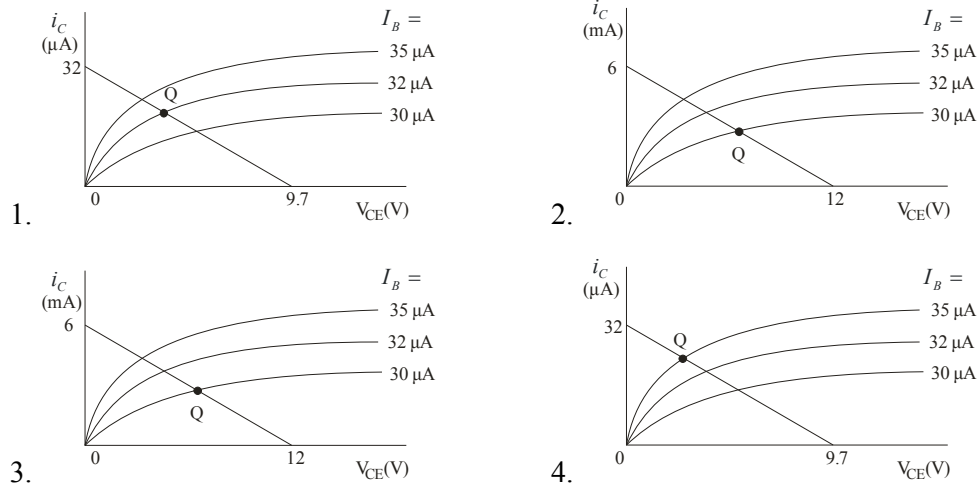 i_C
(μA)
32
Q
I_B =
35 μA
32 μA
30 μA
0
9.7
V_CE(V)
1.
i_C
(mA)
6
Q
I_B =
35 μA
32 μA
30 μA
0
12
V_CE(V)
2.
i_C
(mA)
6
Q
I_B =
35 μA
32 μA
30 μA
0
12
V_CE(V)
3.
i_C
(μA)
32
Q
I_B =
35 μA
32 μA
30 μA
0
9.7
V_CE(V)
4.